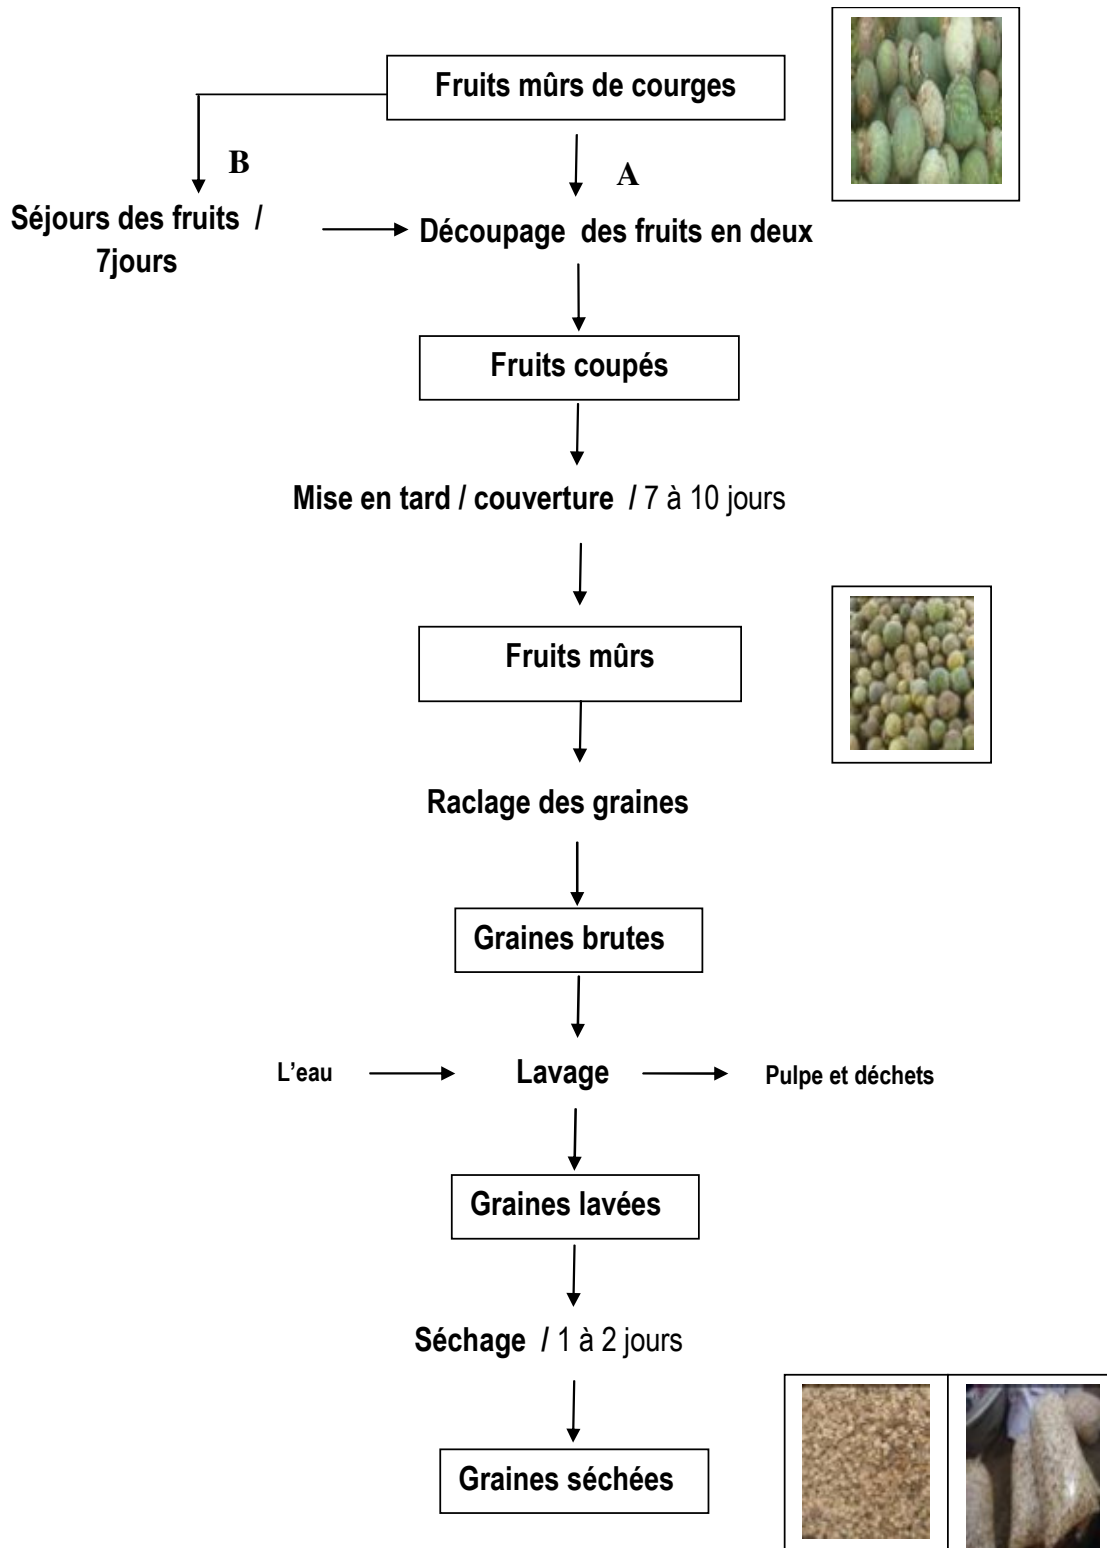 Fruits mûrs de courges
B
A
Séjours des fruits /
7jours
Découpage des fruits en deux
Fruits coupés
Mise en tard / couverture / 7 à 10 jours
Fruits mûrs
Raclage des graines
Graines brutes
L'eau
Lavage
Pulpe et déchets
Graines lavées
Séchage / 1 à 2 jours
Graines séchées